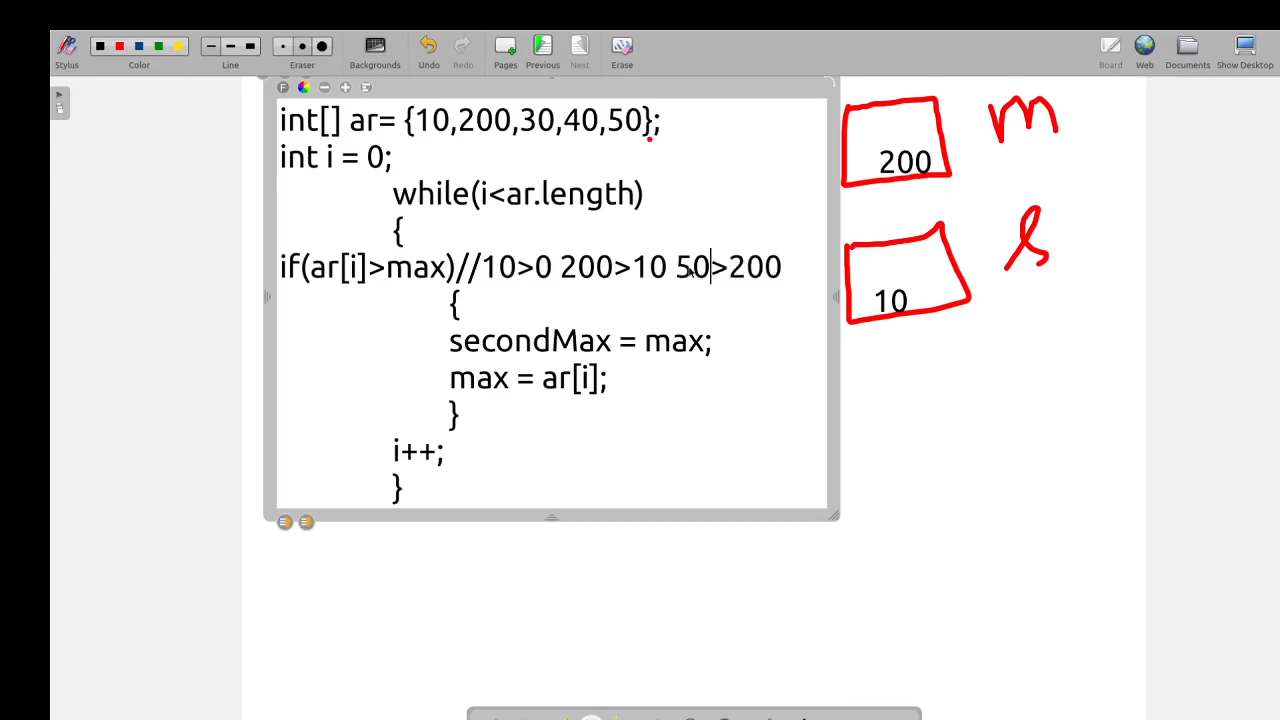 Stylus
Color
Line
Eraser
Backgrounds
Undo
Redo
Pages
Previous
Next
Erase
Board
Web
Documents
Show Desktop
F
int[] ar= {10,200,30,40,50};
int i = 0;
while(i<ar.length)
{
if(ar[i]>max)//10>0 200>10 50>200
{
secondMax = max;
max = ar[i];
}
i++;
}
200
m
10
s